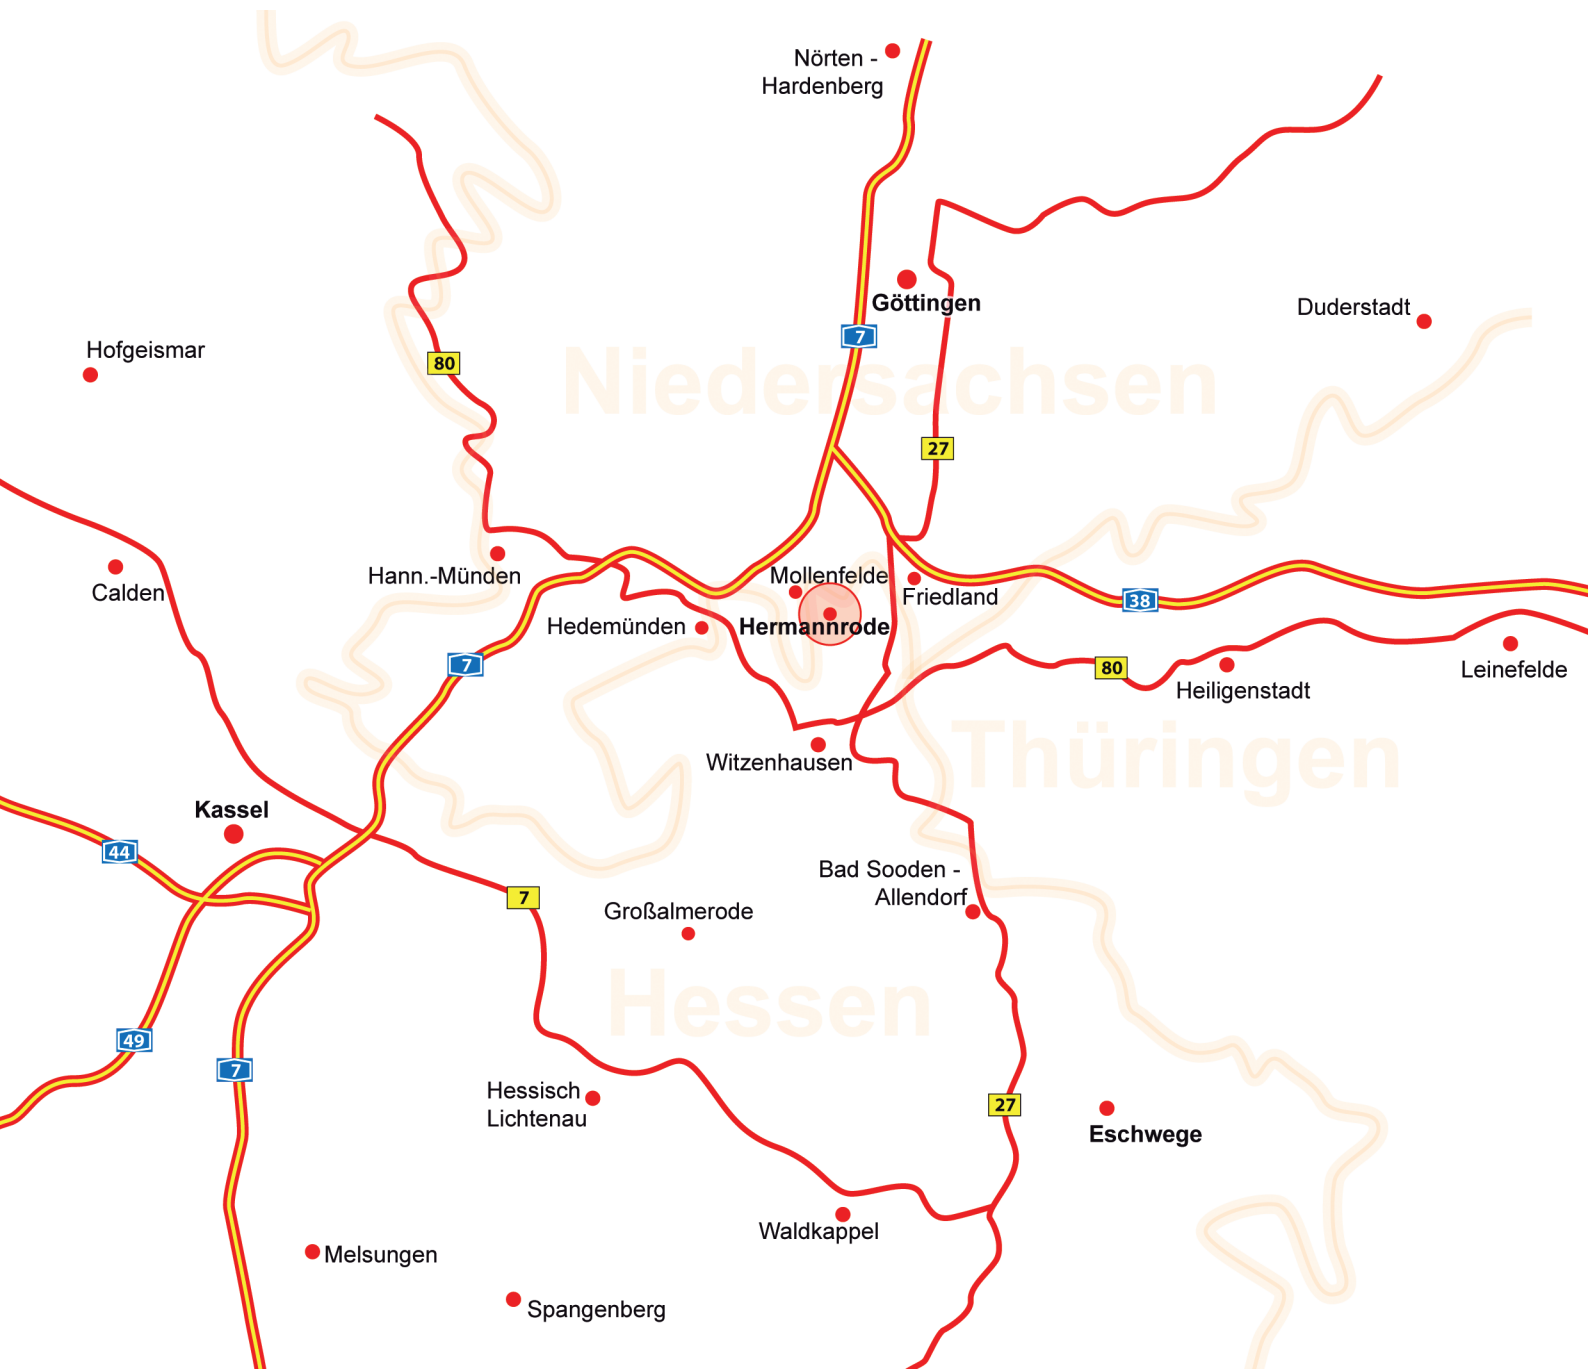 Nörten -
Hardenberg
Göttingen
Duderstadt
7
Hofgeismar
80
Niedersachsen
27
Hann.-Münden
Mollenfelde
Calden
Friedland
38
Hedemünden
Hermannrode
7
80
Heiligenstadt
Leinefelde
Witzenhausen
Thüringen
Kassel
44
Bad Sooden -
Allendorf
7
Großalmerode
Hessen
49
7
Hessisch
Lichtenau
27
Eschwege
Waldkappel
Melsungen
Spangenberg